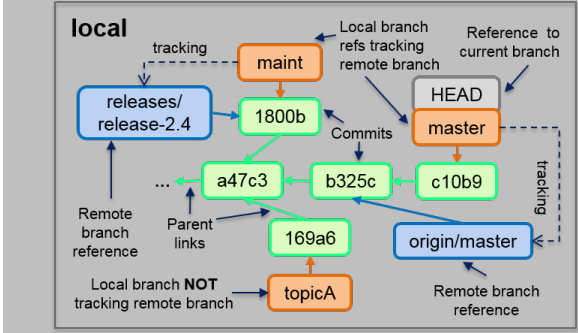 local
tracking
maint
Local branch
refs tracking
remote branch
Reference to
current branch
releases/
release-2.4
1800b
HEAD
master
Commits
...
a47c3
b325c
c10b9
tracking
Remote
branch
reference
Parent
links
169a6
origin/master
Local branch NOT
tracking remote branch
topicA
Remote branch
reference